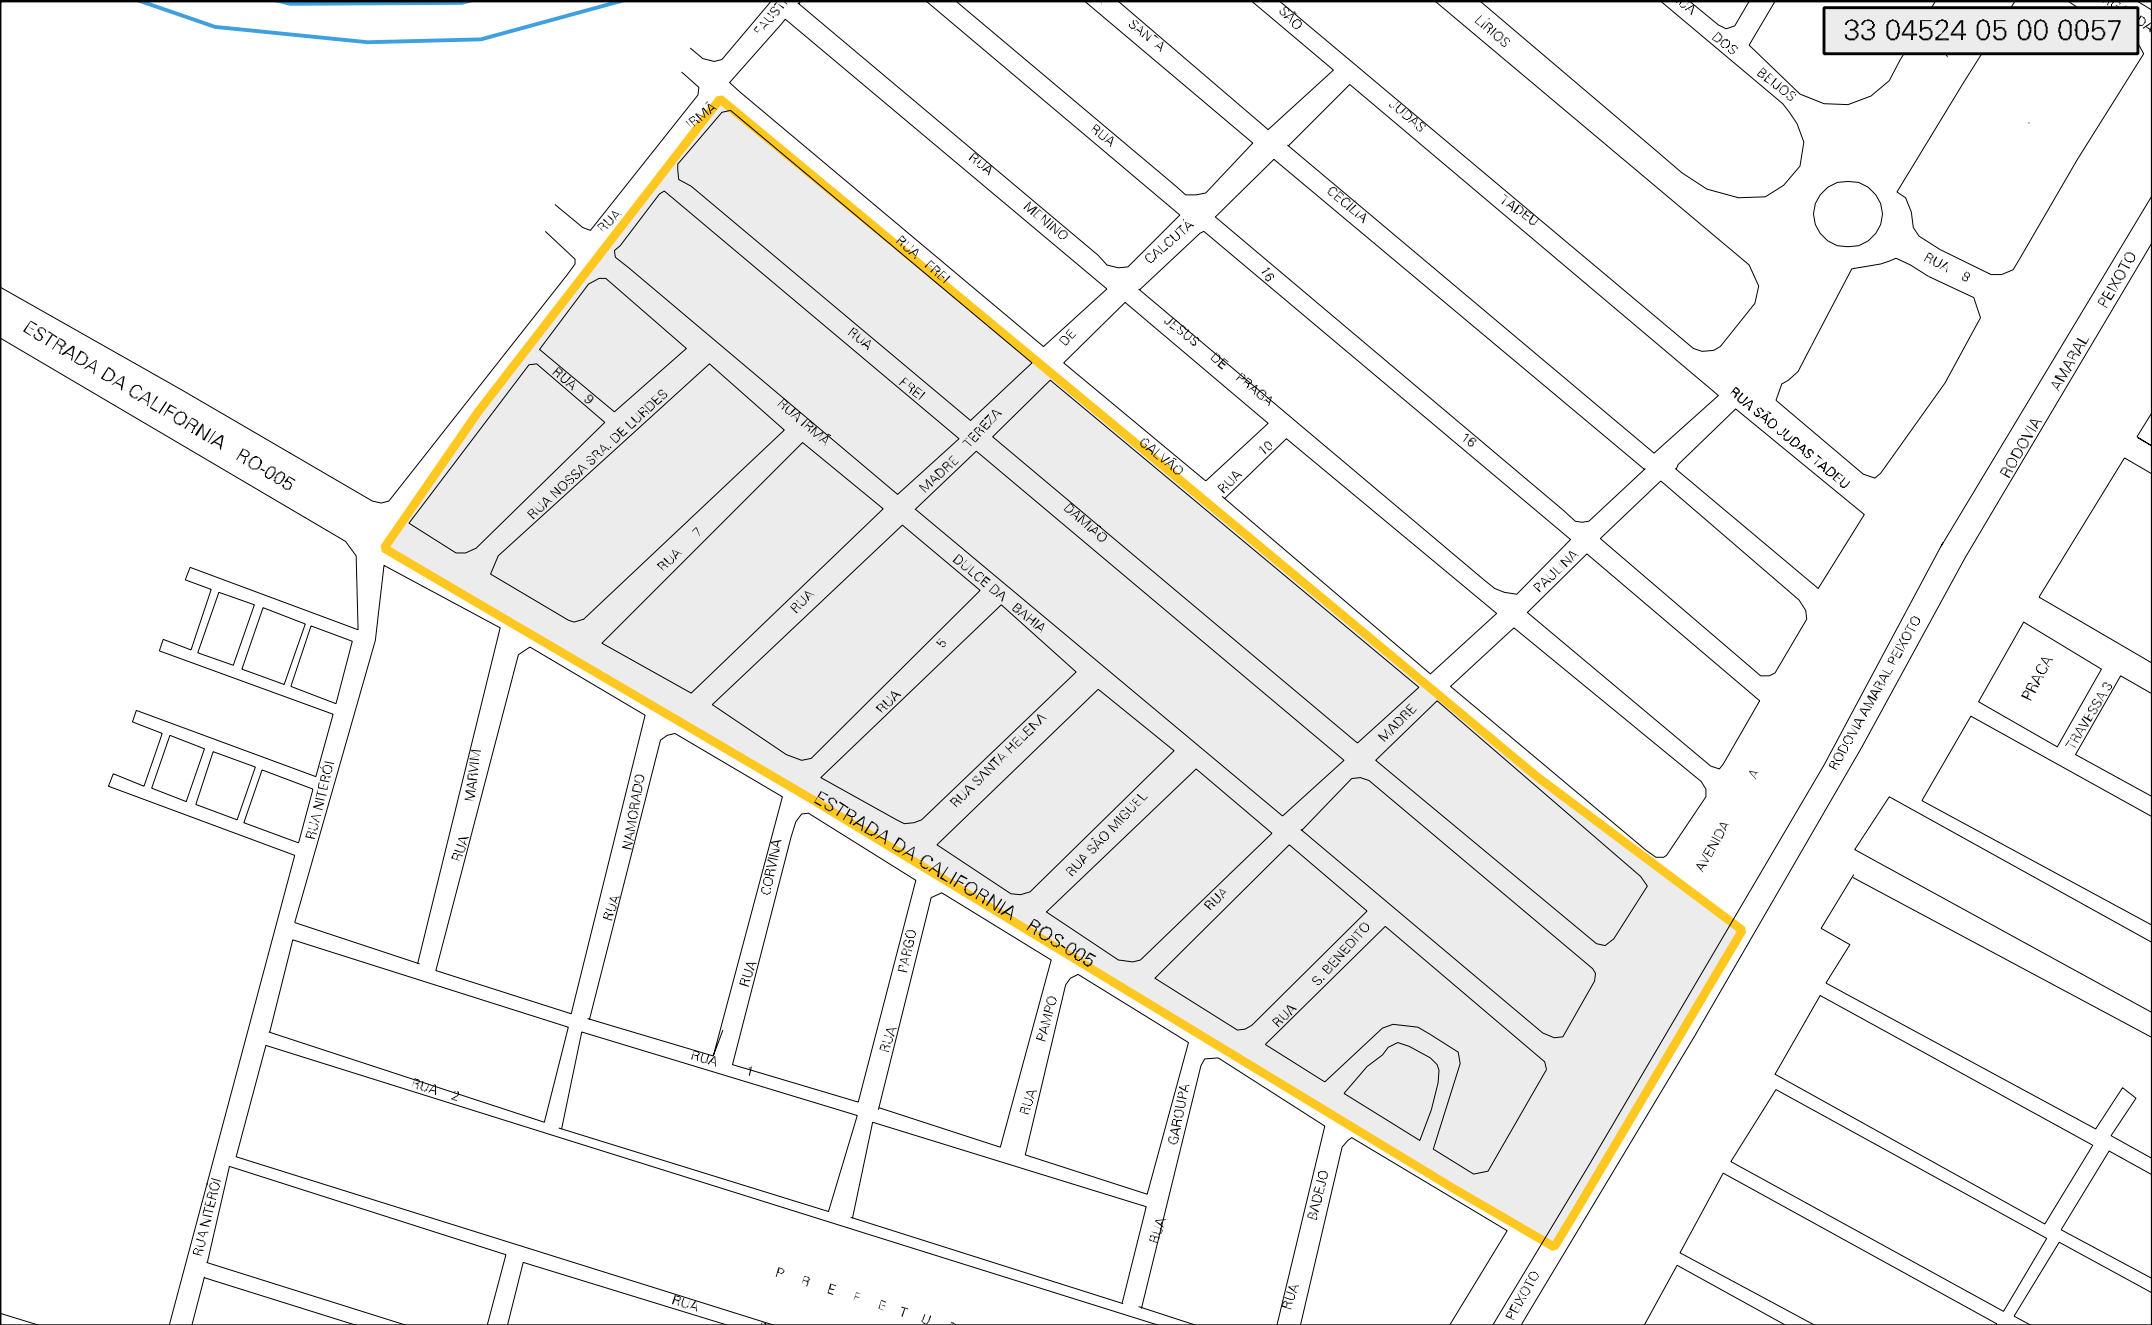 33 04524 05 00 0057
SANTA
SÃO
LÍRIOS
DOS
BEIJOS
IRMÃ
RUA
RUA
RUA
MENINO
JUDAS
TADEU
CECILIA
CALCUTÁ
16
RUA 8
RODOVIA AMARAL PEIXOTO
RUA FREI
DE
JESUS DE PRAGA
16
RUA SÃO JUDAS TADEU
ESTRADA DA CALIFORNIA RO-005
RUA
FREI
RUA 9
RUA NOSSA SRA. DE LURDES
RUA IRMÃ
MADRE TEREZA
GALVÃO
RUA 10
DAMIÃO
PAULINA
RUA 7
RUA
DULCE DA BAHIA
5
RUA
RUA SANTA HELENA
RUA SÃO MIGUEL
MADRE
RODOVIA AMARAL PEIXOTO
PRACA
TRAVESSA 3
AVENIDA A
ESTRADA DA CALIFORNIA ROS-005
RUA
RUA S. BENEDITO
RUA NITERÓI
RUA MARVIM
RUA NAMORADO
RUA CORVINA
RUA PARGO
RUA PAMPO
RUA GAROUPA
RUA BADEJO
RUA 1
RUA 2
RUA NITERÓI
RUA
PEIXOTO